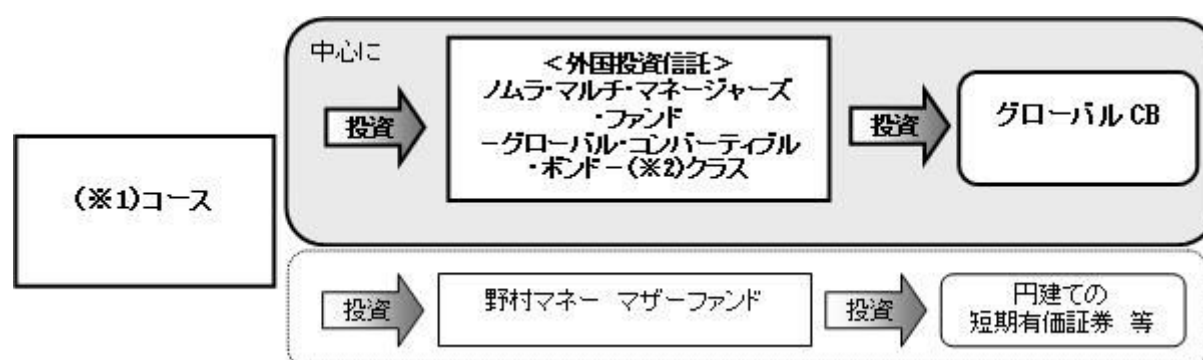 中心に
(※1)コース
投資
＜外国投資信託＞
ノムラ・マルチ・マネージャーズ
・ファンド
－グローバル・コンバーティブル
・ボンド－(※2)クラス
投資
グローバル CB
投資
野村マネー マザーファンド
投資
円建ての
短期有価証券 等